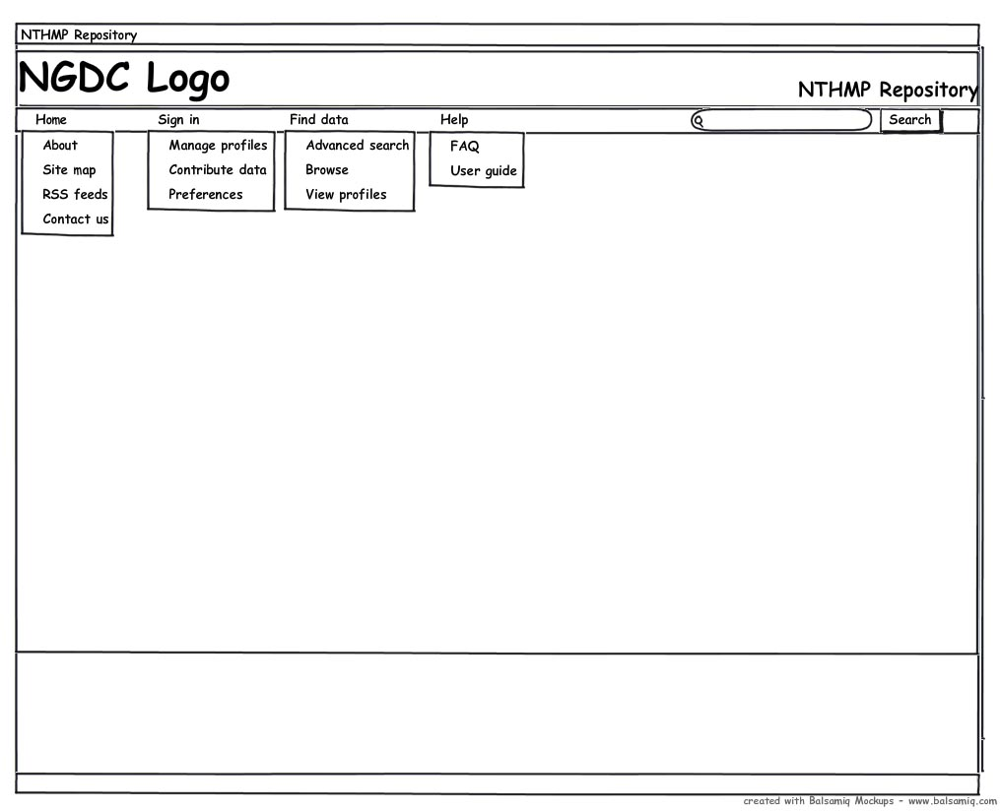 NTHMP Repository
NGDC Logo
NTHMP Repository
Home
Sign in
Find data
Help
Search
About
Site map
RSS feeds
Contact us
Manage profiles
Contribute data
Preferences
Advanced search
Browse
View profiles
FAQ
User guide
created with Balsamiq Mockups - www.balsamiq.com